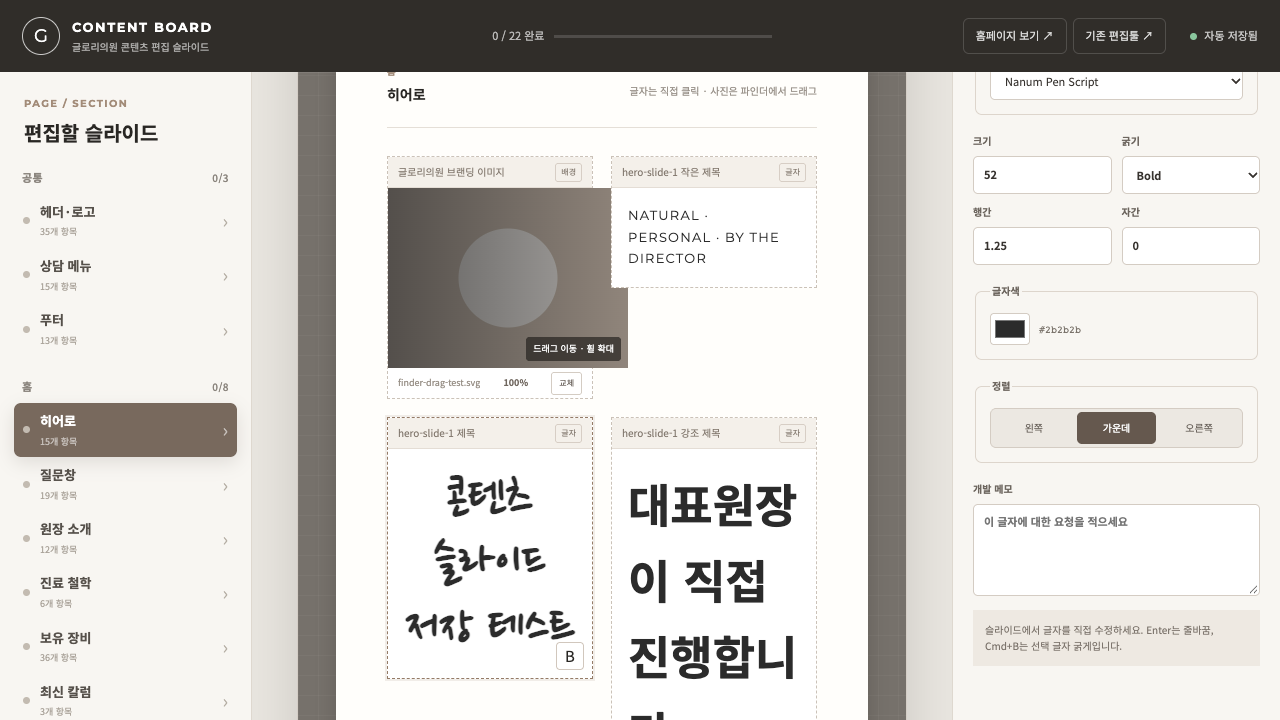 G
CONTENT BOARD
글로리의원 콘텐츠 편집 슬라이드
0 / 22 완료
홈페이지 보기 ↗
기존 편집툴 ↗
자동 저장됨
PAGE / SECTION
편집할 슬라이드
공통 0/3
헤더·로고
35개 항목
상담 메뉴
15개 항목
푸터
13개 항목
홈 0/8
히어로
15개 항목
질문창
19개 항목
원장 소개
12개 항목
진료 철학
6개 항목
보유 장비
36개 항목
최신 칼럼
3개 항목
히어로
글자는 직접 클릭 · 사진은 파인더에서 드래그
글로리의원 브랜딩 이미지 배경
드래그 이동 · 휠 확대
finder-drag-test.svg 100% 교체
hero-slide-1 작은 제목 글자
NATURAL ·
PERSONAL · BY THE
DIRECTOR
hero-slide-1 제목 글자
콘텐츠
슬라이드
저장 테스트
B
hero-slide-1 강조 제목 글자
대표원장
이 직접
진행합니
Nanum Pen Script
크기 굵기
52 Bold
행간 자간
1.25 0
글자색
#2b2b2b
정렬
왼쪽 가운데 오른쪽
개발 메모
이 글자에 대한 요청을 적으세요
슬라이드에서 글자를 직접 수정하세요. Enter는 줄바꿈,
Cmd+B는 선택 글자 굵게입니다.